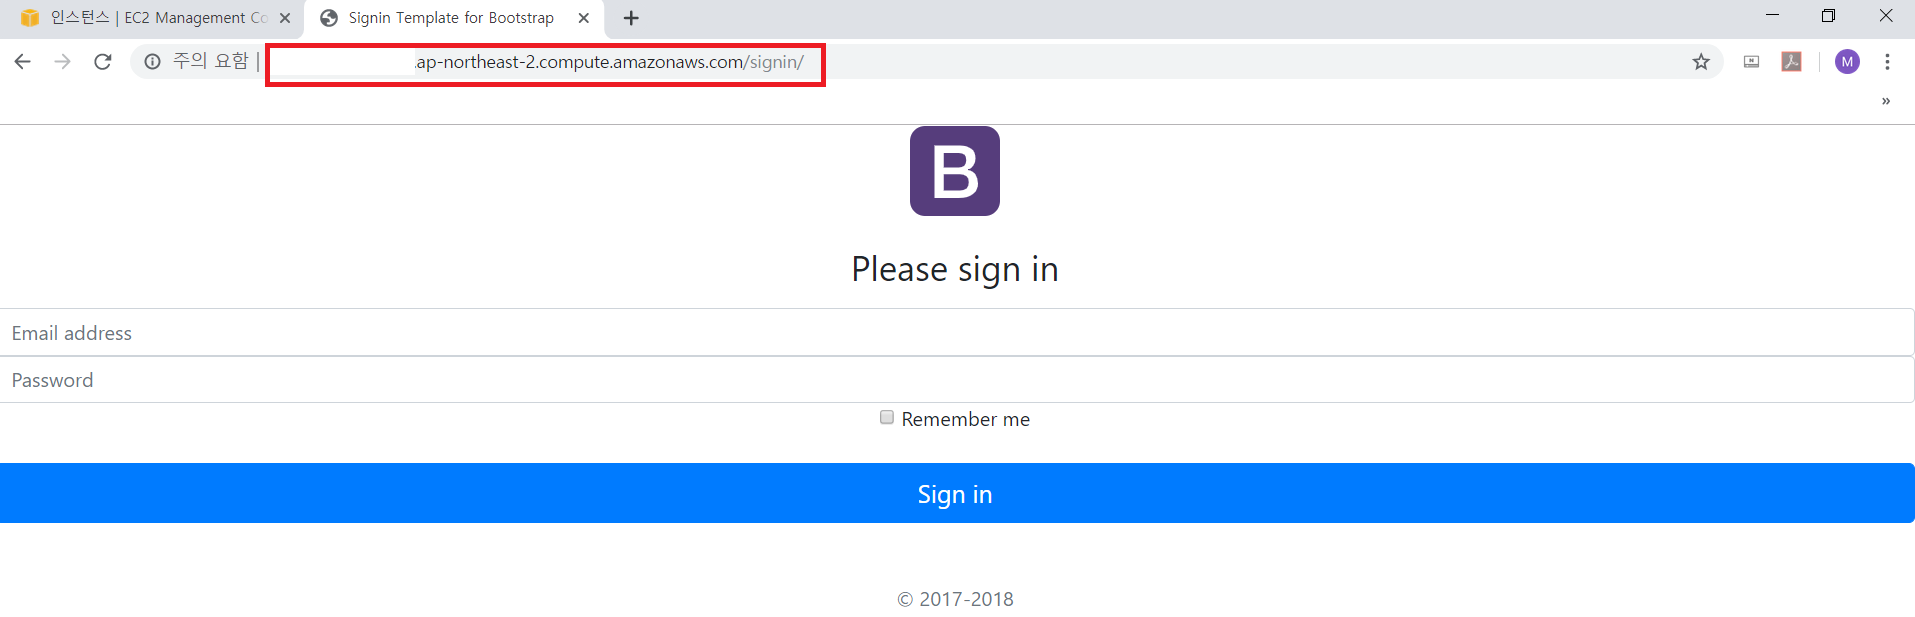 인스턴스 | EC2 Management Co
Signin Template for Bootstrap
주의 요함 | .ap-northeast-2.compute.amazonaws.com/signin/
M
»
B
Please sign in
Email address
Password
Remember me
Sign in
© 2017-2018